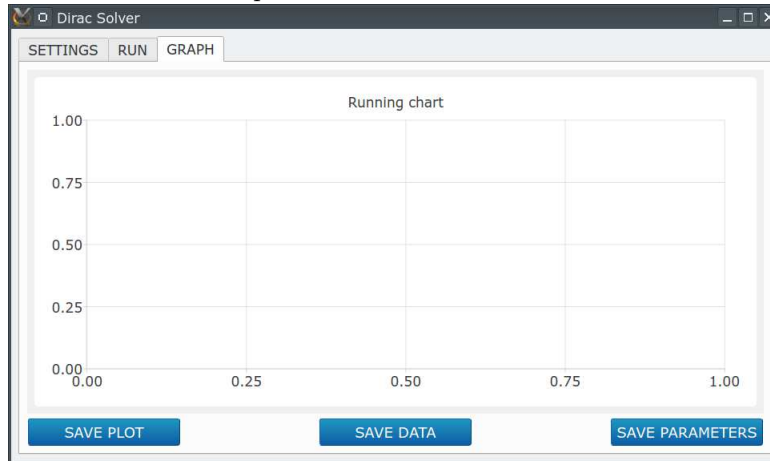 Dirac Solver
SETTINGS RUN GRAPH
Running chart
1.00
0.75
0.50
0.25
0.00
0.00 0.25 0.50 0.75 1.00
SAVE PLOT SAVE DATA SAVE PARAMETERS